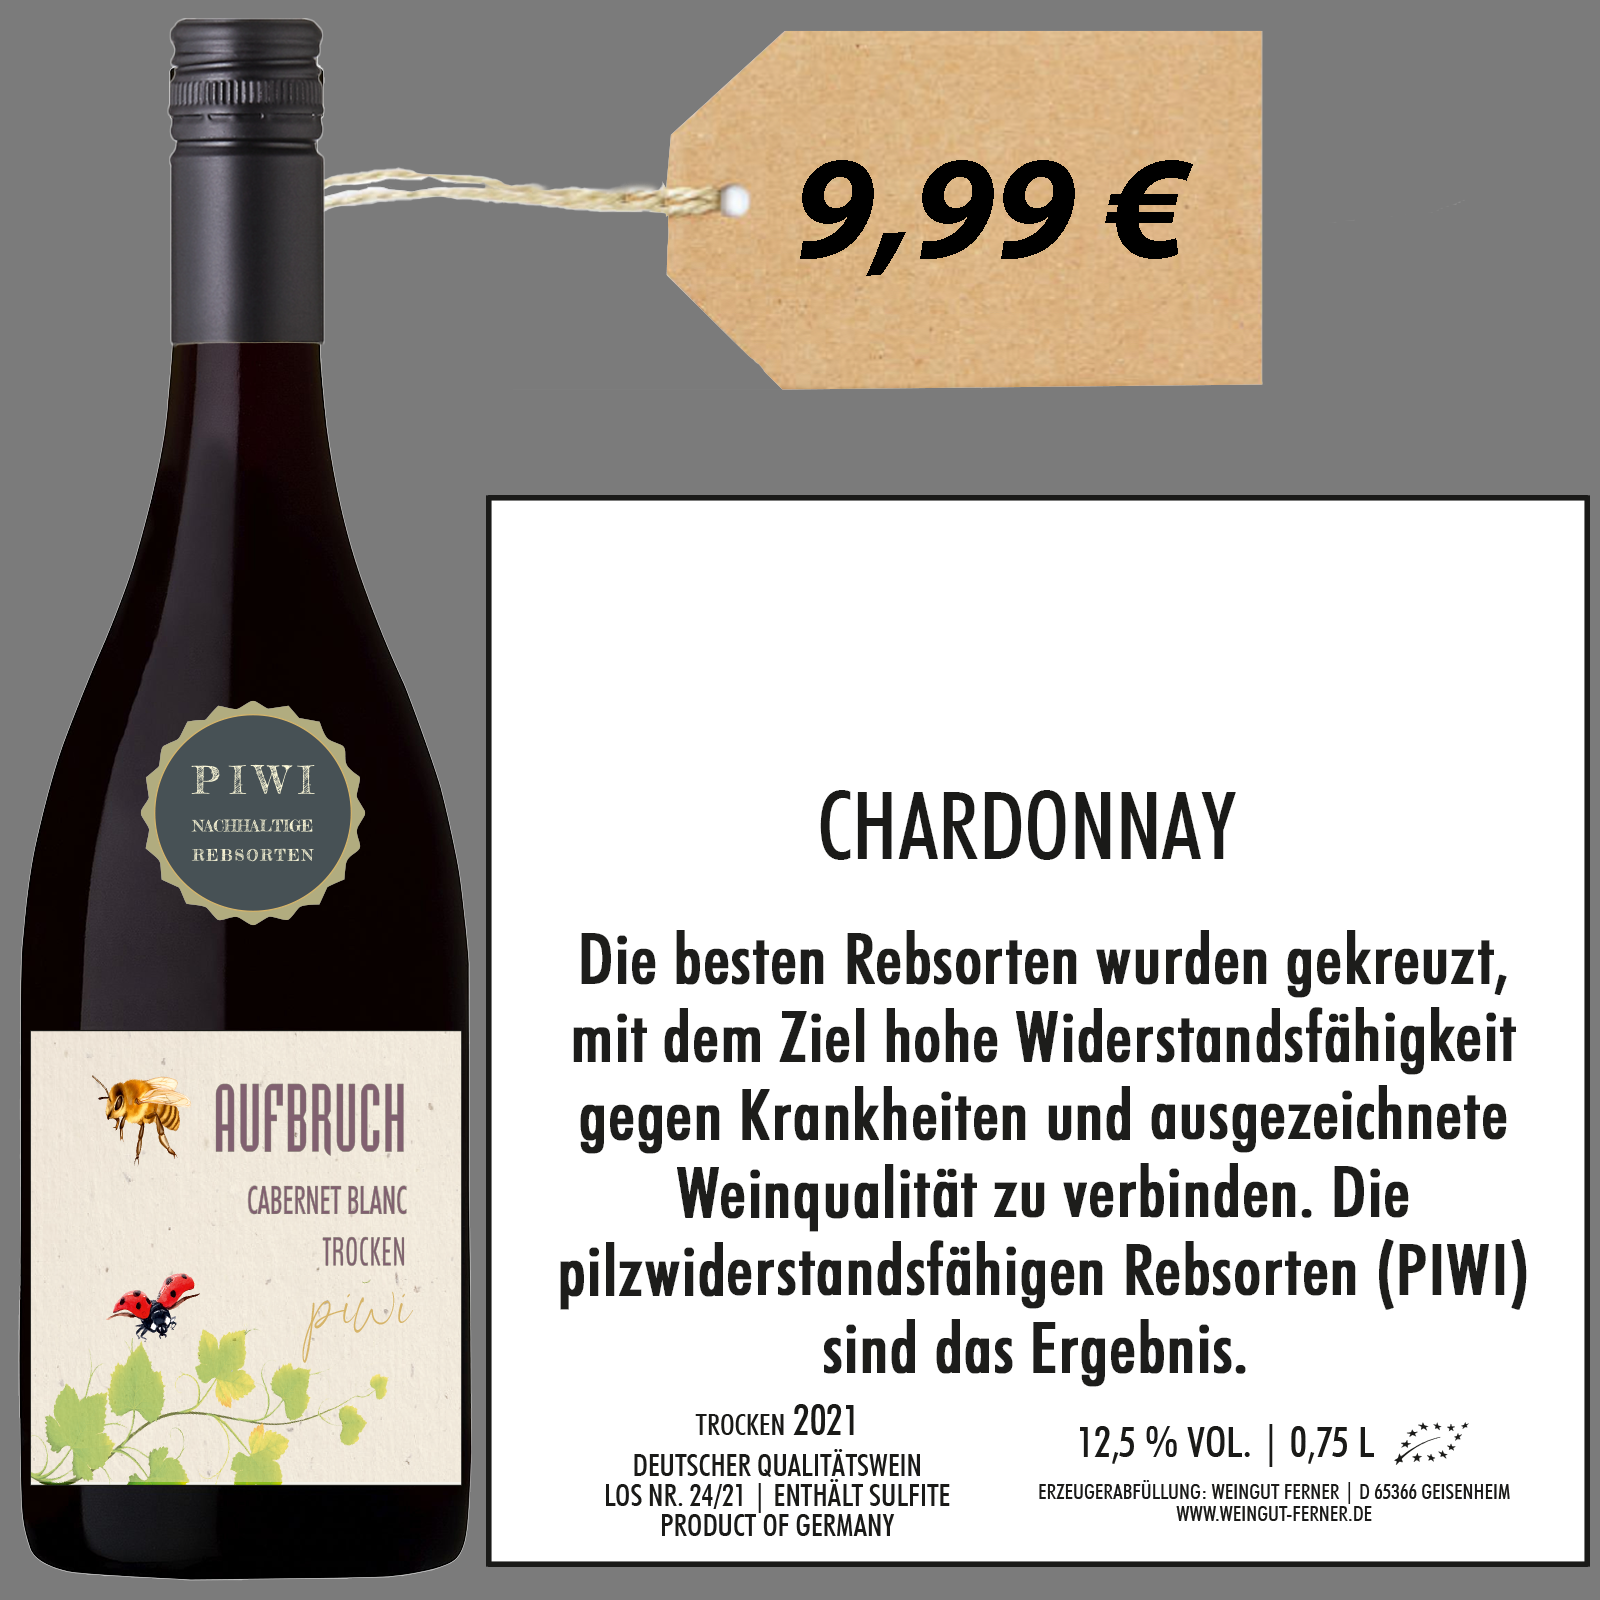 9,99 €
PIWI
NACHHALTIGE
REBSORTEN
AUFBRUCH
CABERNET BLANC
TROCKEN
piwi
CHARDONNAY
Die besten Rebsorten wurden gekreuzt,
mit dem Ziel hohe Widerstandsfähigkeit
gegen Krankheiten und ausgezeichnete
Weinqualität zu verbinden. Die
pilzwiderstandsfähigen Rebsorten (PIWI)
sind das Ergebnis.
TROCKEN 2021
DEUTSCHER QUALITÄTSWEIN
LOS NR. 24/21 | ENTHÄLT SULFITE
PRODUCT OF GERMANY
12,5 % VOL. | 0,75 L
ERZEUGERABFÜLLUNG: WEINGUT FERNER | D 65366 GEISENHEIM
WWW.WEINGUT-FERNER.DE